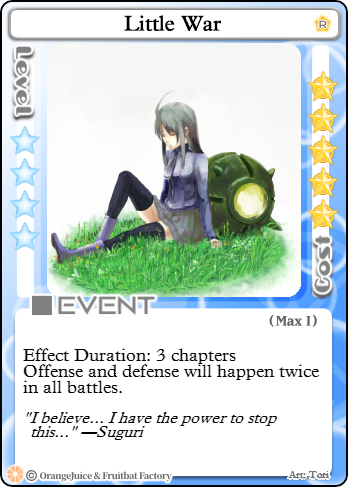 Little War
R
Level
Cost
EVENT
(Max 1)
Effect Duration: 3 chapters
Offense and defense will happen twice
in all battles.
"I believe... I have the power to stop
this..." —Suguri
© OrangeJuice & Fruitbat Factory
Art: Tori